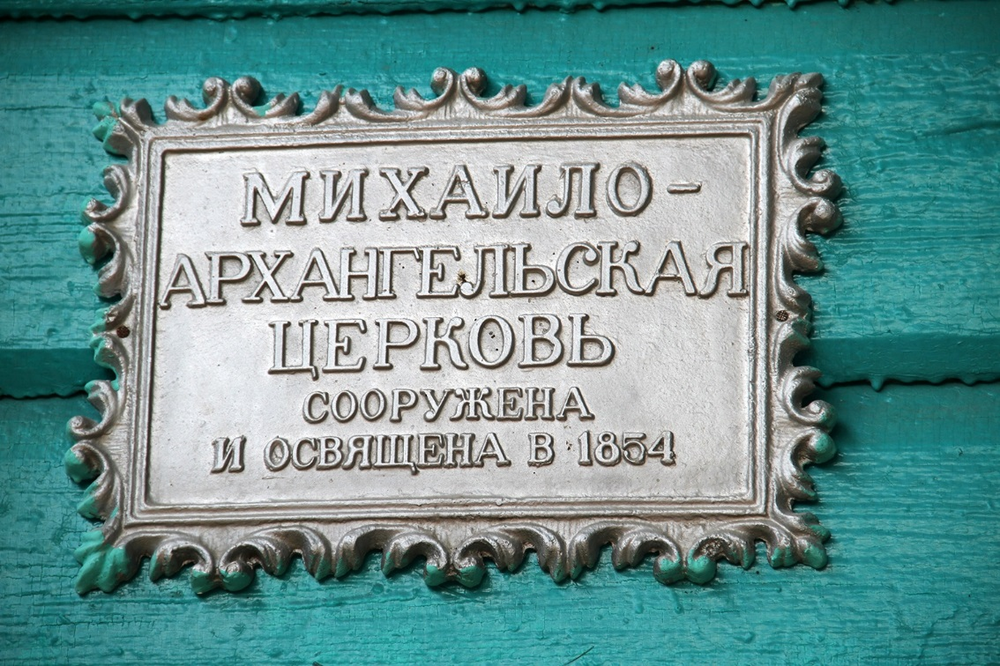 МИХАИЛО-
АРХАНГЕЛЬСКАЯ
ЦЕРКОВЬ
СООРУЖЕНА
И ОСВЯЩЕНА В 1854